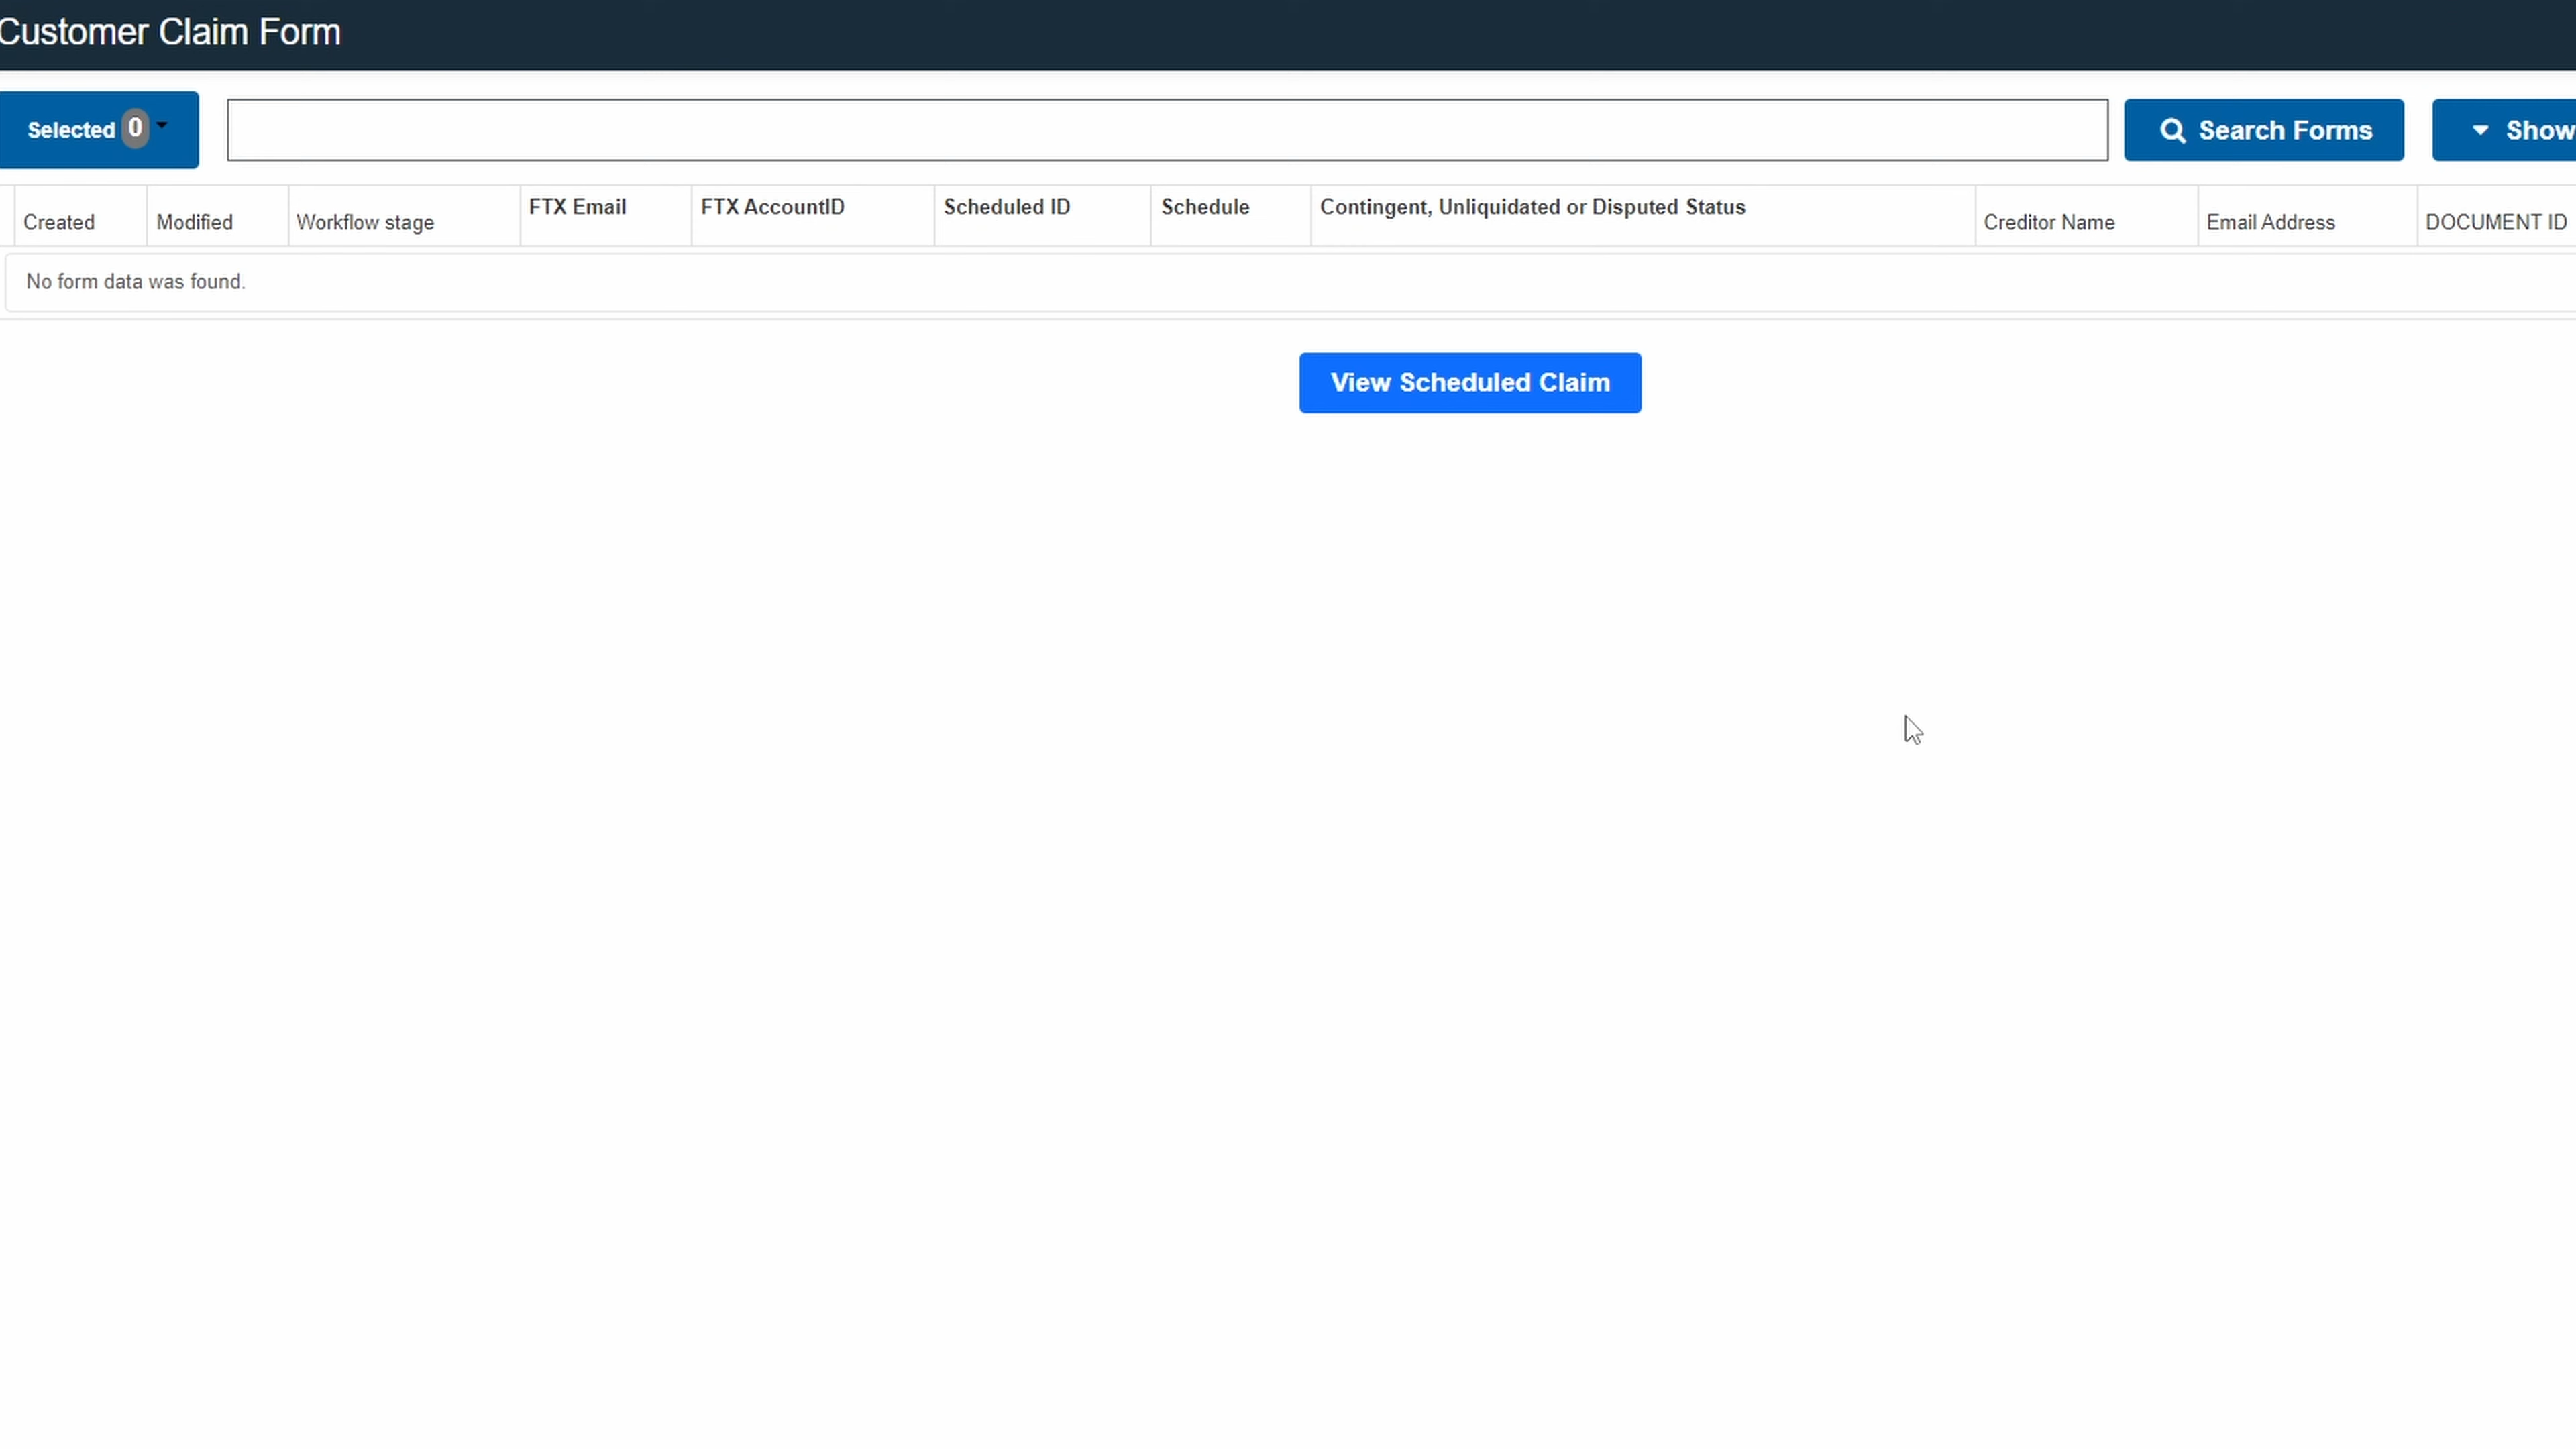 Customer Claim Form
Selected 0
Search Forms
Show
Created Modified Workflow stage FTX Email FTX AccountID Scheduled ID Schedule Contingent, Unliquidated or Disputed Status Creditor Name Email Address DOCUMENT ID
No form data was found.
View Scheduled Claim